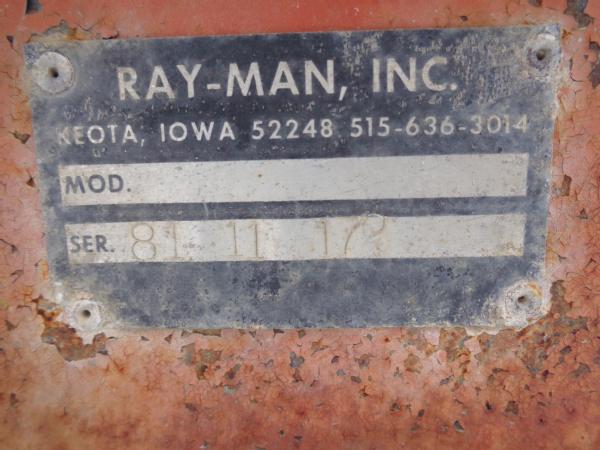 RAY-MAN, INC.
KEOTA, IOWA 52248 515-636-3014
MOD.
SER. 81 11 17